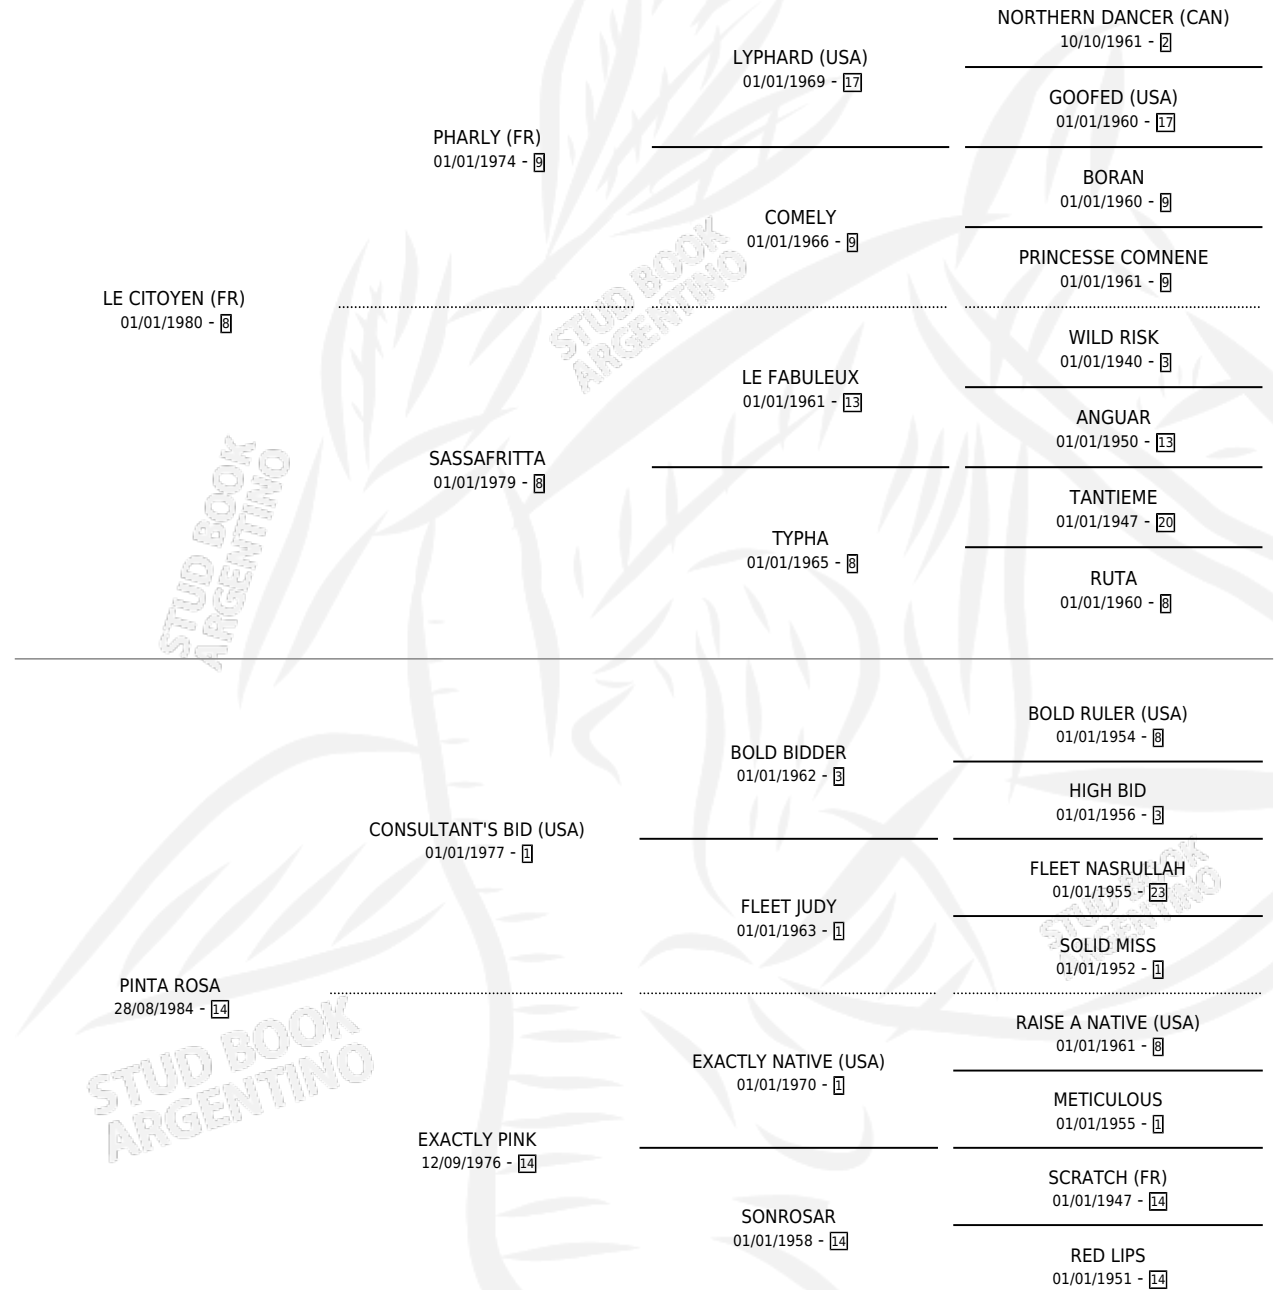 NORTHERN DANCER (CAN)
10/10/1961 - 2
LYPHARD (USA)
01/01/1969 - 17
GOOFED (USA)
01/01/1960 - 17
PHARLY (FR)
01/01/1974 - 9
BORAN
01/01/1960 - 9
COMELY
01/01/1966 - 9
PRINCESSE COMNENE
01/01/1961 - 9
LE CITOYEN (FR)
01/01/1980 - 8
WILD RISK
01/01/1940 - 3
LE FABULEUX
01/01/1961 - 13
ANGUAR
01/01/1950 - 13
SASSAFRITTA
01/01/1979 - 8
TANTIEME
01/01/1947 - 20
TYPHA
01/01/1965 - 8
RUTA
01/01/1960 - 8
BOLD RULER (USA)
01/01/1954 - 8
BOLD BIDDER
01/01/1962 - 3
HIGH BID
01/01/1956 - 3
CONSULTANT'S BID (USA)
01/01/1977 - 1
FLEET NASRULLAH
01/01/1955 - 23
FLEET JUDY
01/01/1963 - 1
SOLID MISS
01/01/1952 - 1
PINTA ROSA
28/08/1984 - 14
RAISE A NATIVE (USA)
01/01/1961 - 8
EXACTLY NATIVE (USA)
01/01/1970 - 1
METICULOUS
01/01/1955 - 1
EXACTLY PINK
12/09/1976 - 14
SCRATCH (FR)
01/01/1947 - 14
SONROSAR
01/01/1958 - 14
RED LIPS
01/01/1951 - 14
STUD BOOK
ARGENTINO
STUD BOOK
ARGENTINO
STUD BOOK
ARGENTINO
STUD BOOK
ARGENTINO